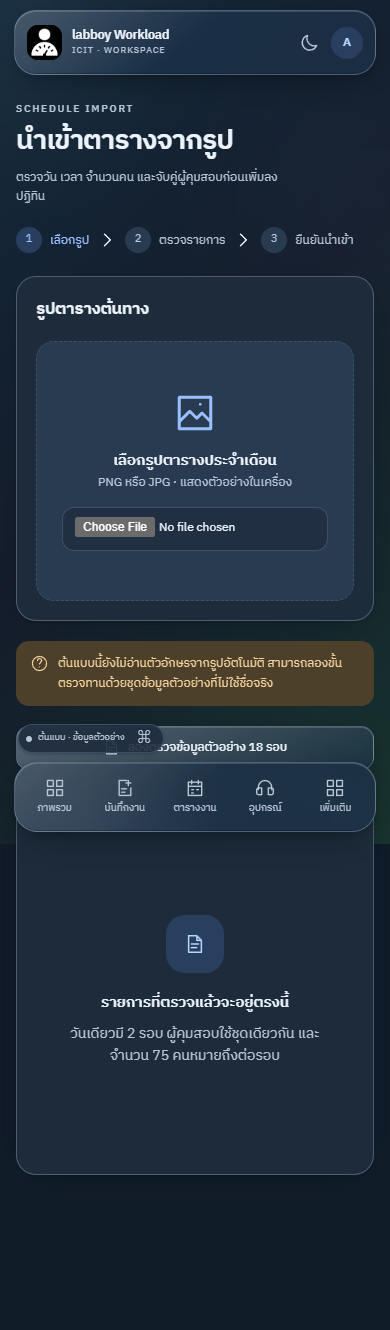 labboy Workload
ICIT · WORKSPACE
A
SCHEDULE IMPORT
นำเข้าตารางจากรูป
ตรวจวัน เวลา จำนวนคน และจับคู่ผู้คุมสอบก่อนเพิ่มลง
ปฏิทิน
1 เลือกรูป 2 ตรวจรายการ 3 ยืนยันนำเข้า
รูปตารางต้นทาง
เลือกรูปตารางประจำเดือน
PNG หรือ JPG · แสดงตัวอย่างในเครื่อง
Choose File No file chosen
ต้นแบบนี้ยังไม่อ่านตัวอักษรจากรูปอัตโนมัติ สามารถลองขั้น
ตรวจทานด้วยชุดข้อมูลตัวอย่างที่ไม่ใช้ชื่อจริง
ต้นแบบ · ข้อมูลตัวอย่าง ⌘
ลองตรวจข้อมูลตัวอย่าง 18 รอบ
ภาพรวม บันทึกงาน ตารางงาน อุปกรณ์ เพิ่มเติม
รายการที่ตรวจแล้วจะอยู่ตรงนี้
วันเดียวมี 2 รอบ ผู้คุมสอบใช้ชุดเดียวกัน และ
จำนวน 75 คนหมายถึงต่อรอบ